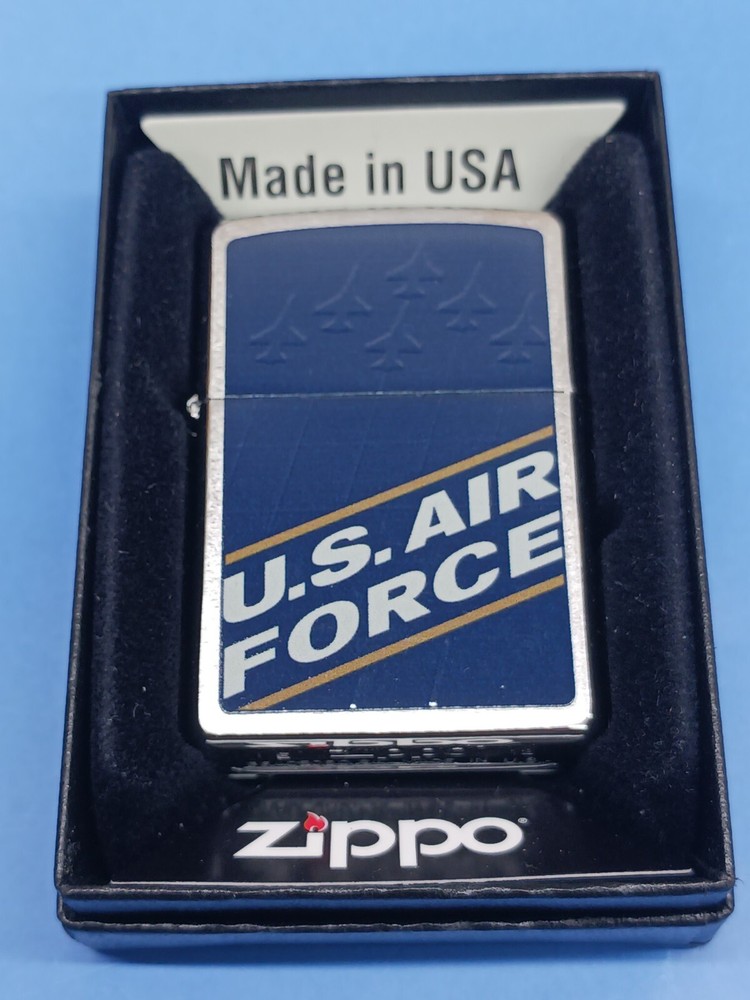 Made in USA
U.S. AIR
FORCE
zippo